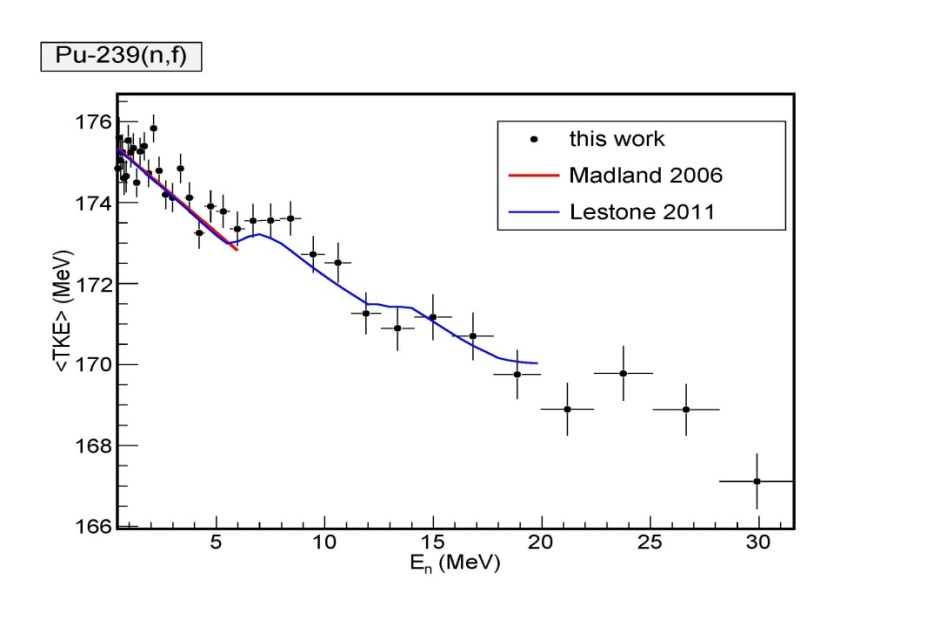 Pu-239(n,f)
176
174
172
170
168
166
<TKE> (MeV)
this work
Madland 2006
Lestone 2011
5
10
15
20
25
30
En (MeV)